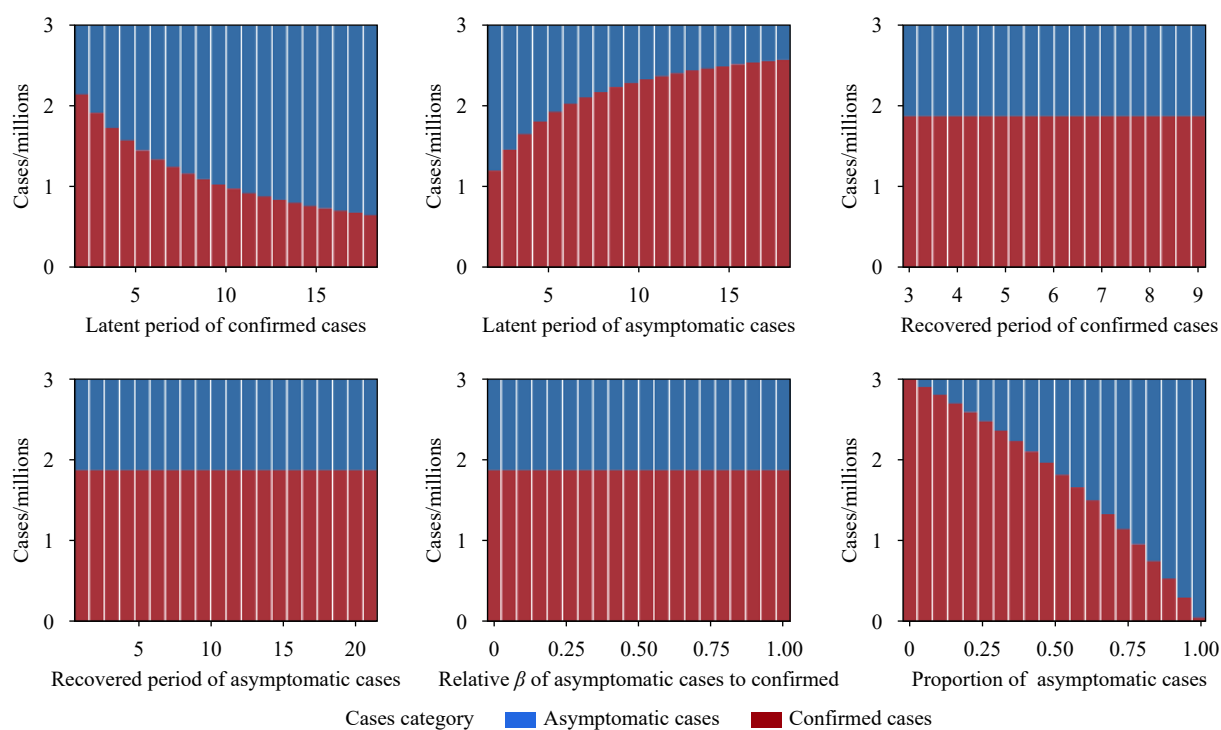 3
2
1
0
Cases/millions
5 10 15
Latent period of confirmed cases
3
2
1
0
Cases/millions
5 10 15
Latent period of asymptomatic cases
3
2
1
0
Cases/millions
3 4 5 6 7 8 9
Recovered period of confirmed cases
3
2
1
0
Cases/millions
5 10 15 20
Recovered period of asymptomatic cases
3
2
1
0
Cases/millions
0 0.25 0.50 0.75 1.00
Relative β of asymptomatic cases to confirmed
3
2
1
0
Cases/millions
0 0.25 0.50 0.75 1.00
Proportion of asymptomatic cases
Cases category Asymptomatic cases Confirmed cases